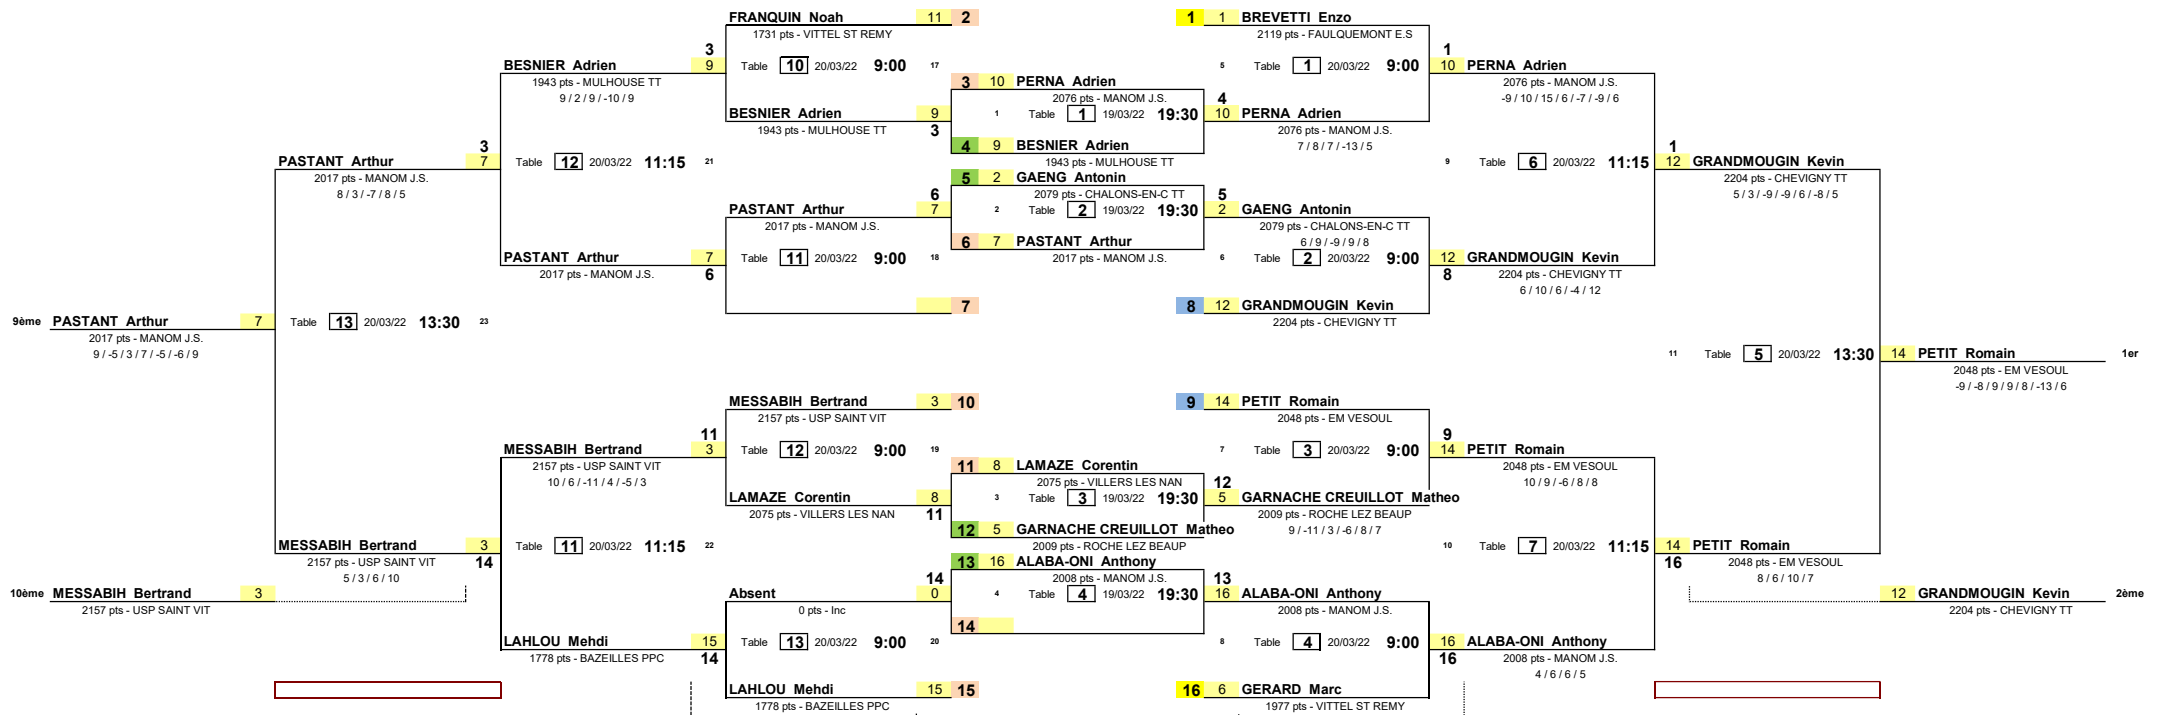 FRANQUIN Noah 11 2 1 1 BREVETTI Enzo
1731 pts - VITTEL ST REMY 2119 pts - FAULQUEMONT E.S
3 1
BESNIER Adrien 9 Table 10 20/03/22 9:00 17 5 Table 1 20/03/22 9:00 10 PERNA Adrien
1943 pts - MULHOUSE TT 3 10 PERNA Adrien 2076 pts - MANOM J.S.
9 / 2 / 9 / -10 / 9 2076 pts - MANOM J.S. 4 -9 / 10 / 15 / 6 / -7 / -9 / 6
BESNIER Adrien 9 1 Table 1 19/03/22 19:30 10 PERNA Adrien
1943 pts - MULHOUSE TT 3 2076 pts - MANOM J.S.
3 4 9 BESNIER Adrien 7 / 8 / 7 / -13 / 5 1
PASTANT Arthur 7 Table 12 20/03/22 11:15 21 1943 pts - MULHOUSE TT 9 Table 6 20/03/22 11:15 12 GRANDMOUGIN Kevin
2017 pts - MANOM J.S. 5 2 GAENG Antonin 2204 pts - CHEVIGNY TT
8 / 3 / -7 / 8 / 5 6 2079 pts - CHALONS-EN-C TT 5 5 / 3 / -9 / -9 / 6 / -8 / 5
PASTANT Arthur 7 2 Table 2 19/03/22 19:30 2 GAENG Antonin
2017 pts - MANOM J.S. 2079 pts - CHALONS-EN-C TT
6 7 PASTANT Arthur 6 / 9 / -9 / 9 / 8
PASTANT Arthur 7 Table 11 20/03/22 9:00 18 2017 pts - MANOM J.S. 6 Table 2 20/03/22 9:00 12 GRANDMOUGIN Kevin
2017 pts - MANOM J.S. 6 8 2204 pts - CHEVIGNY TT
6 / 10 / 6 / -4 / 12
7 8 12 GRANDMOUGIN Kevin
9ème PASTANT Arthur 7 Table 13 20/03/22 13:30 23 2204 pts - CHEVIGNY TT
2017 pts - MANOM J.S.
9 / -5 / 3 / 7 / -5 / -6 / 9 11 Table 5 20/03/22 13:30 14 PETIT Romain 1er
2048 pts - EM VESOUL
-9 / -8 / 9 / 9 / 8 / -13 / 6
MESSABIH Bertrand 3 10 9 14 PETIT Romain
2157 pts - USP SAINT VIT 2048 pts - EM VESOUL
11 9
MESSABIH Bertrand 3 Table 12 20/03/22 9:00 19 7 Table 3 20/03/22 9:00 14 PETIT Romain
2157 pts - USP SAINT VIT 11 8 LAMAZE Corentin 2048 pts - EM VESOUL
10 / 6 / -11 / 4 / -5 / 3 2075 pts - VILLERS LES NAN 12 10 / 9 / -6 / 8 / 8
LAMAZE Corentin 8 3 Table 3 19/03/22 19:30 5 GARNACHE CREUILLOT Matheo
2075 pts - VILLERS LES NAN 11 2009 pts - ROCHE LEZ BEAUP
12 5 GARNACHE CREUILLOT Matheo 9 / -11 / 3 / -6 / 8 / 7
MESSABIH Bertrand 3 Table 11 20/03/22 11:15 22 2009 pts - ROCHE LEZ BEAUP 10 Table 7 20/03/22 11:15 14 PETIT Romain
2157 pts - USP SAINT VIT 14 13 16 ALABA-ONI Anthony 16 2048 pts - EM VESOUL
5 / 3 / 6 / 10 14 2008 pts - MANOM J.S. 13 8 / 6 / 10 / 7
10ème MESSABIH Bertrand 3 Absent 0 4 Table 4 19/03/22 19:30 16 ALABA-ONI Anthony 12 GRANDMOUGIN Kevin 2ème
2157 pts - USP SAINT VIT 0 pts - Inc 2008 pts - MANOM J.S. 2204 pts - CHEVIGNY TT
14
LAHLOU Mehdi 15 Table 13 20/03/22 9:00 20 8 Table 4 20/03/22 9:00 16 ALABA-ONI Anthony
1778 pts - BAZEILLES PPC 14 16 2008 pts - MANOM J.S.
4 / 6 / 6 / 5
LAHLOU Mehdi 15 15 16 6 GERARD Marc
1778 pts - BAZEILLES PPC 1977 pts - VITTEL ST REMY